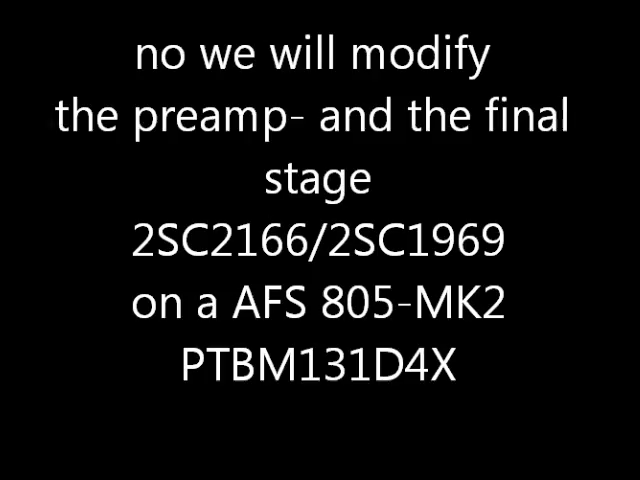 no we will modify
the preamp- and the final
stage
2SC2166/2SC1969
on a AFS 805-MK2
PTBM131D4X